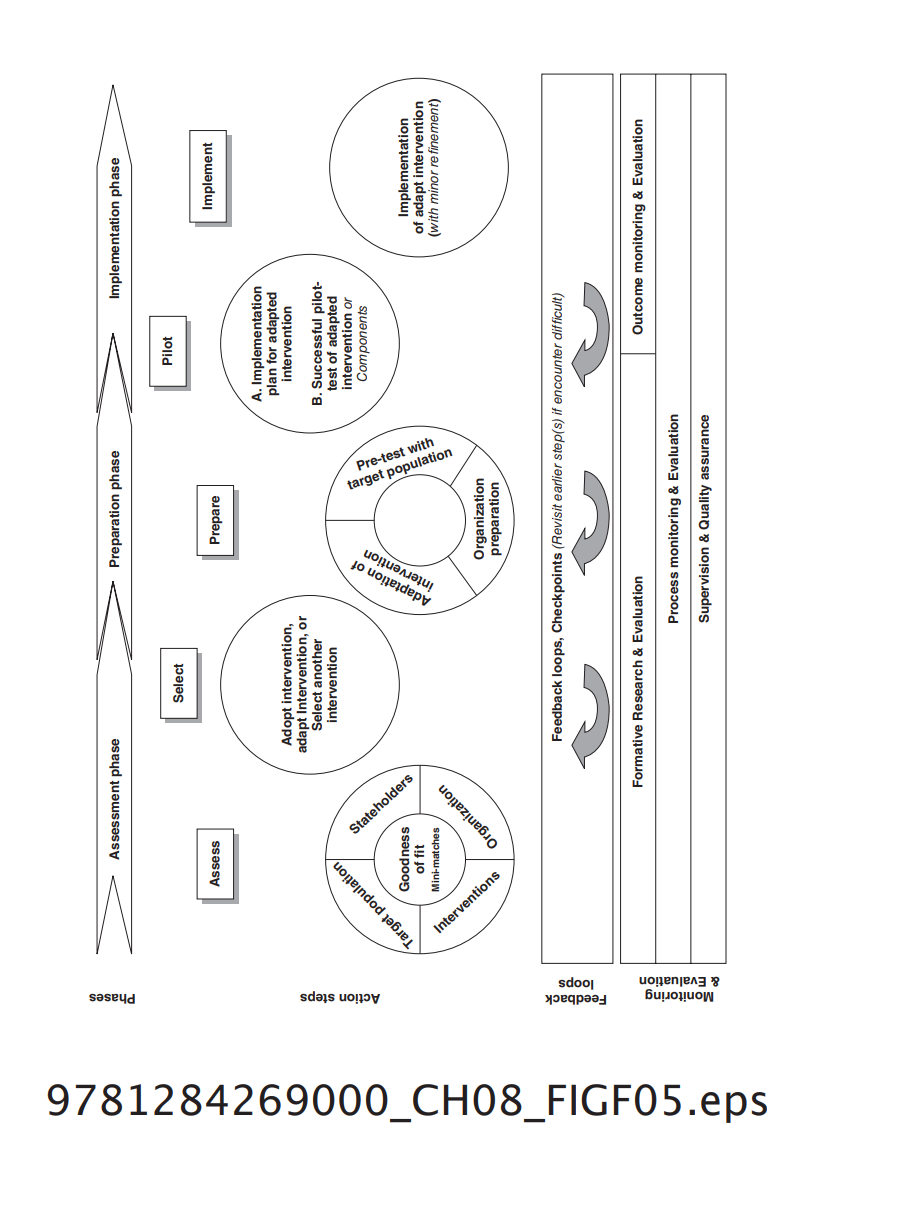 Phases
Assessment phase
Preparation phase
Implementation phase
Action steps
Assess
Select
Prepare
Pilot
Implement
Target population
Stateholders
Interventions
Organization
Goodness
of fit
Mini-matches
Adopt intervention,
adapt Intervention, or
Select another
intervention
Adaptation of
intervention
Pre-test with
target population
Organization
preparation
A. Implementation
plan for adapted
intervention
B. Successful pilot-
test of adapted
intervention or
Components
Implementation
of adapt intervention
(with minor refinement)
Feedback
loops
Feedback loops, Checkpoints (Revisit earlier step(s) if encounter difficult)
Monitoring
& Evaluation
Formative Research & Evaluation
Outcome monitoring & Evaluation
Process monitoring & Evaluation
Supervision & Quality assurance
9781284269000_CH08_FIGF05.eps